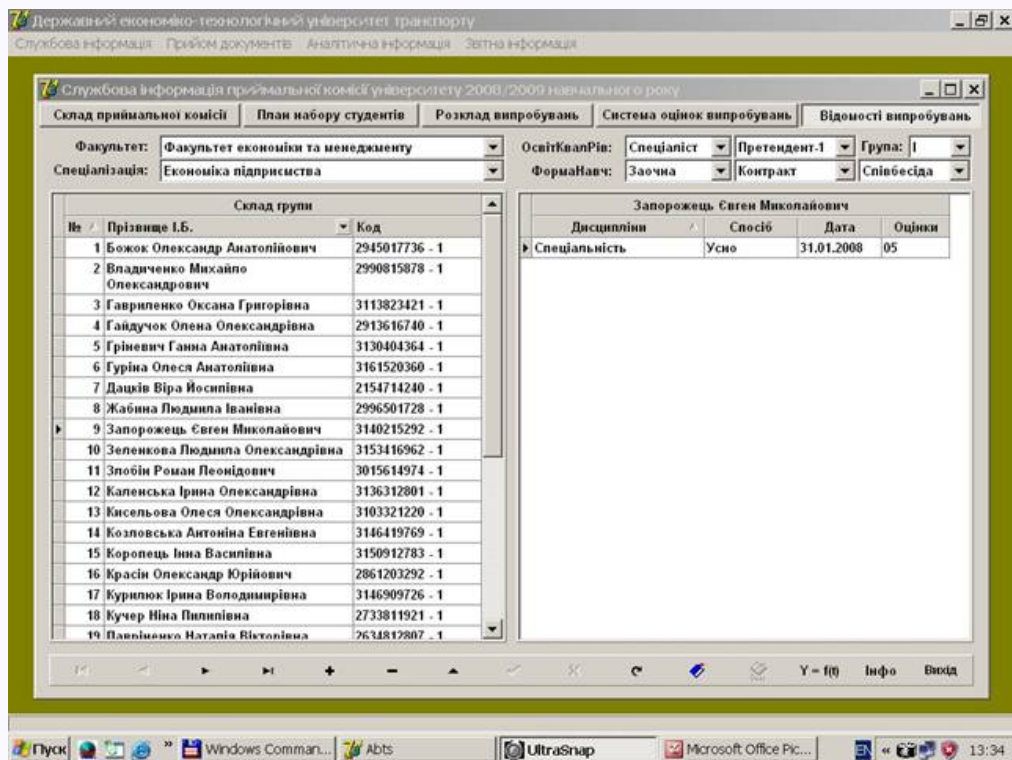 Державний економіко-технологічний університет транспорту
Службова інформація Прийом документів Аналітична інформація Звітна інформація
Службова інформація приймальної комісії університету 2008/2009 навчального року
Склад приймальної комісії План набору студентів Розклад випробувань Система оцінок випробувань Відомості випробувань
Факультет: Факультет економіки та менеджменту ОсвітКвалРів: Спеціаліст Претендент-1 Група: 1
Спеціалізація: Економіка підприємства ФормаНавч: Заочна Контракт Співбесіда
Склад групи
№ Прізвище І.Б. Код
1 Божок Олександр Анатолійович 2945017736 - 1
2 Владиченко Михайло Олександрович 2990815878 - 1
3 Гавриленко Оксана Григорівна 3113823421 - 1
4 Гайдучок Олена Олександрівна 2913616740 - 1
5 Гріневич Ганна Анатоліївна 3130404364 - 1
6 Гуріна Олеся Анатоліївна 3161520360 - 1
7 Дацків Віра Йосипівна 2154714240 - 1
8 Жабина Людмила Іванівна 2996501728 - 1
9 Запорожець Євген Миколайович 3140215292 - 1
10 Зеленкова Людмила Олександрівна 3153416962 - 1
11 Злобін Роман Леонідович 3015614974 - 1
12 Каленська Ірина Олександрівна 3136312801 - 1
13 Кисельова Олеся Олександрівна 3103321220 - 1
14 Козловська Антоніна Евгеніївна 3146419769 - 1
15 Коропець Інна Василівна 3150912783 - 1
16 Красін Олександр Юрійович 2861203292 - 1
17 Курилюк Ірина Володимирівна 3146909726 - 1
18 Кучер Ніна Пилипівна 2733811921 - 1
19 Лавріненко Наталія Вікторівна 2634812807 - 1
Запорожець Євген Миколайович
Дисципліни Спосіб Дата Оцінки
Спеціальність Усно 31.01.2008 05
Y = f(t) Інфо Вихід
Пуск » Windows Comman... Abts UltraSnap Microsoft Office Pic... EN « 13:34